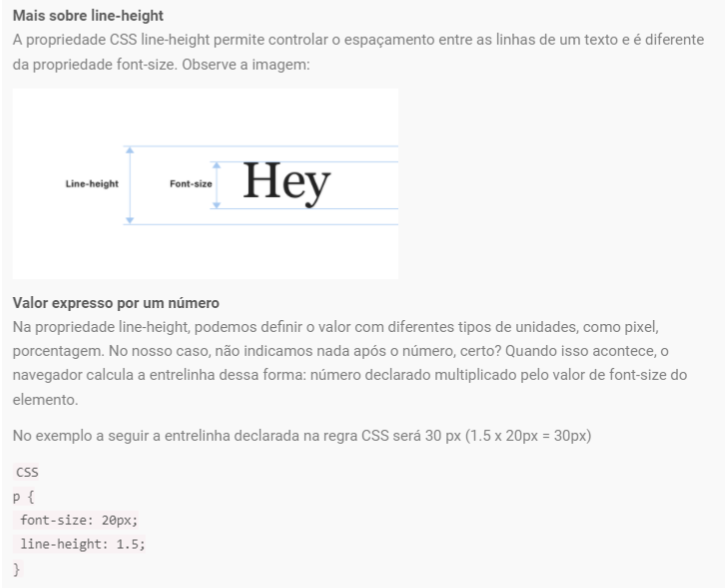 Mais sobre line-height
A propriedade CSS line-height permite controlar o espaçamento entre as linhas de um texto e é diferente
da propriedade font-size. Observe a imagem:
Line-height Font-size Hey
Valor expresso por um número
Na propriedade line-height, podemos definir o valor com diferentes tipos de unidades, como pixel,
porcentagem. No nosso caso, não indicamos nada após o número, certo? Quando isso acontece, o
navegador calcula a entrelinha dessa forma: número declarado multiplicado pelo valor de font-size do
elemento.
No exemplo a seguir a entrelinha declarada na regra CSS será 30 px (1.5 x 20px = 30px)
CSS
p {
font-size: 20px;
line-height: 1.5;
}